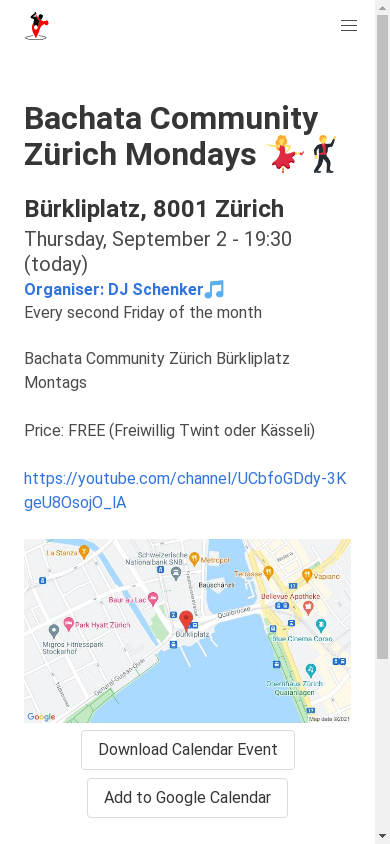 Bachata Community
Zürich Mondays 💃🕺
Bürkliplatz, 8001 Zürich
Thursday, September 2 - 19:30
(today)
Organiser: DJ Schenker🎵
Every second Friday of the month
Bachata Community Zürich Bürkliplatz
Montags
Price: FREE (Freiwillig Twint oder Kässeli)
https://youtube.com/channel/UCbfoGDdy-3K
geU8OsojO_lA
La Stanza
Schweizerische
Nationalbank SNB...
Metropol
Bauschänzli
Terrasse
Vapiano
Baur au Lac
Bellevue Apotheke
Park Hyatt Zürich
Quaibrücke
Bürkliplatz
blue Cinema Corso
Migros Fitnesspark
Stockerhof
General-Guisan-Quai
Opernhaus Zürich
Quaianlagen
Google
Map data ©2021
Download Calendar Event
Add to Google Calendar